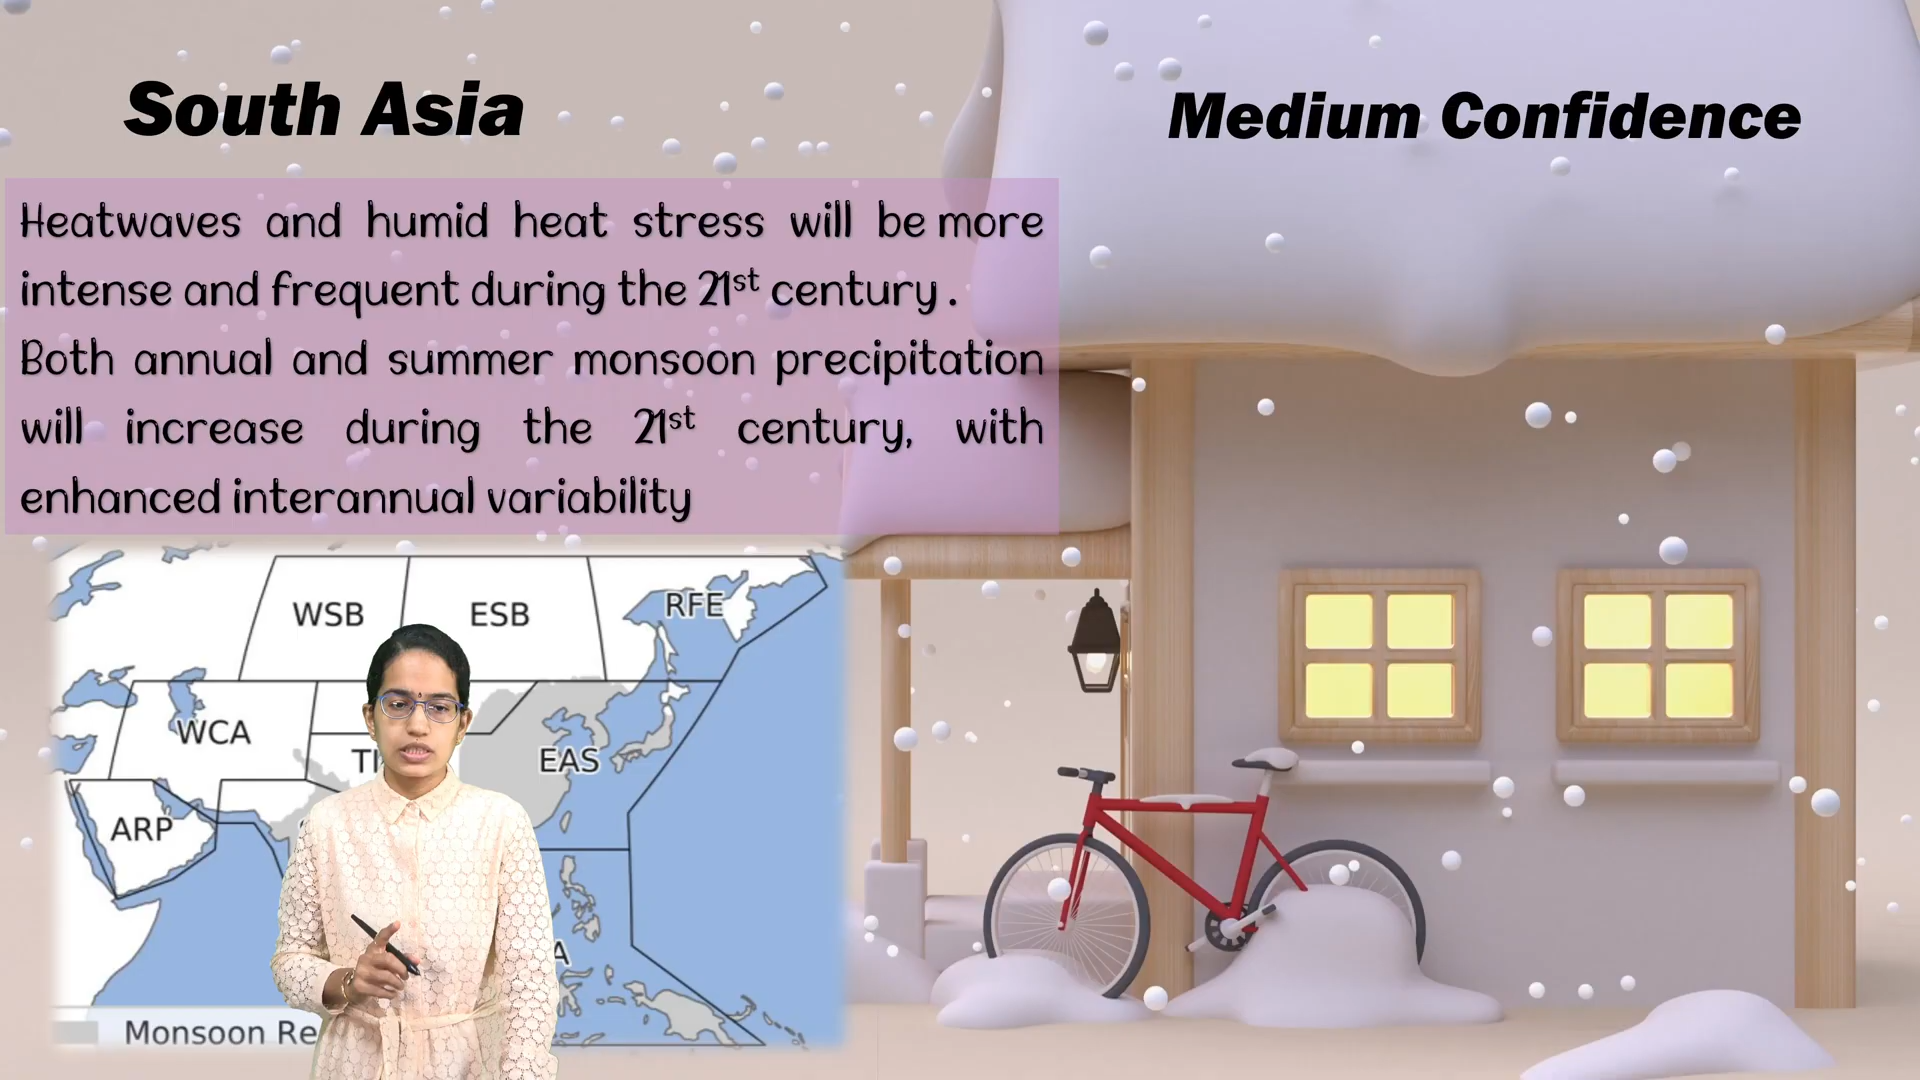 South Asia
Medium Confidence
Heatwaves and humid heat stress will be more
intense and frequent during the 21st century .
Both annual and summer monsoon precipitation
will increase during the 21st century, with
enhanced interannual variability
WSB
ESB
RFE
WCA
EAS
ARP
Monsoon